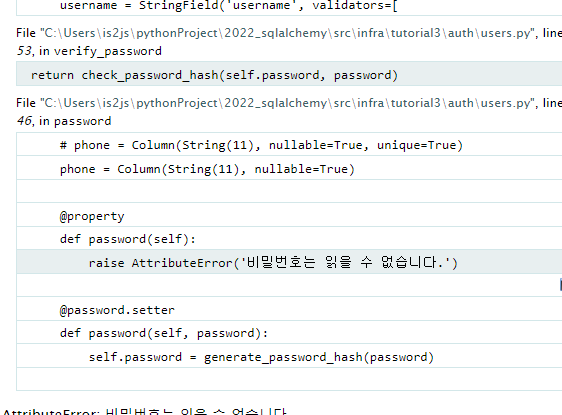 username = StringField('username', validators=[
File "C:\Users\is2js\pythonProject\2022_sqlalchemy\src\infra\tutorial3\auth\users.py", line
53, in verify_password
return check_password_hash(self.password, password)
File "C:\Users\is2js\pythonProject\2022_sqlalchemy\src\infra\tutorial3\auth\users.py", line
46, in password
# phone = Column(String(11), nullable=True, unique=True)
phone = Column(String(11), nullable=True)
@property
def password(self):
raise AttributeError('비밀번호는 읽을 수 없습니다.')
@password.setter
def password(self, password):
self.password = generate_password_hash(password)
AttributeError: 비밀번호는 읽을 수 없습니다